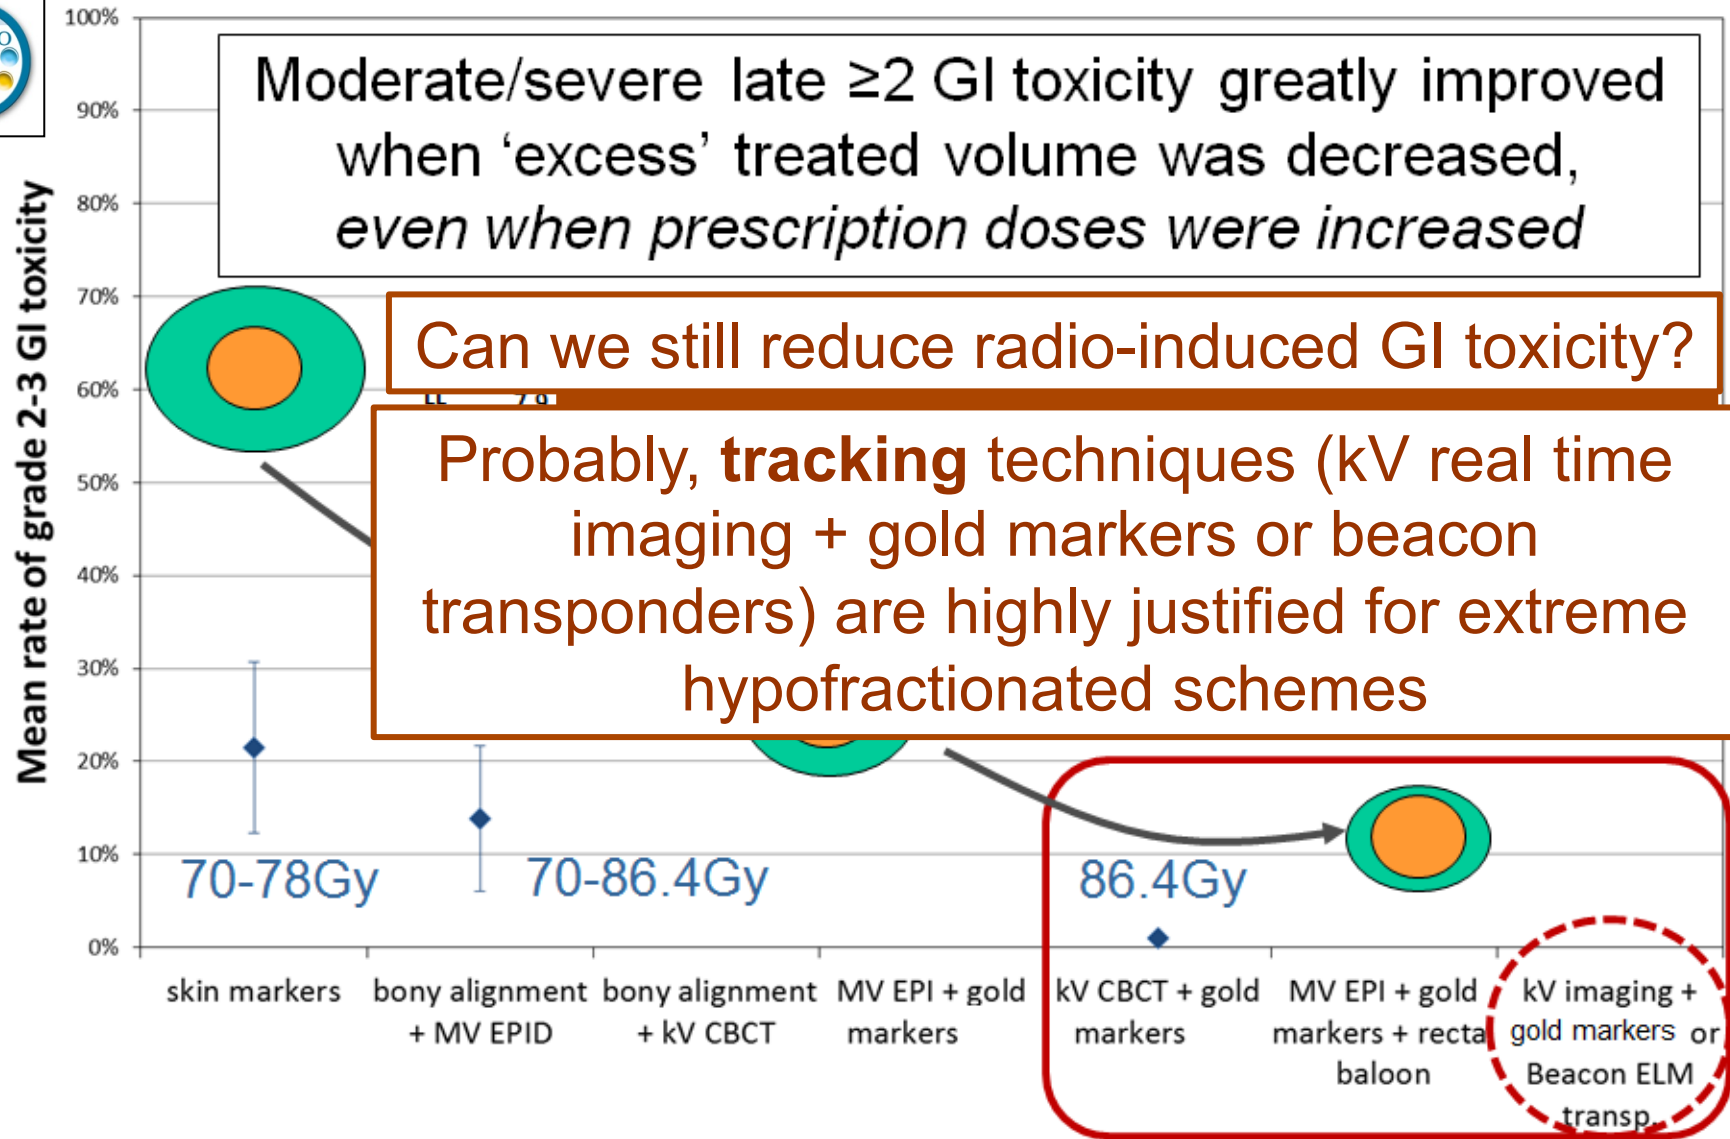 100%
90%
80%
70%
60%
50%
40%
30%
20%
10%
0%
Mean rate of grade 2-3 GI toxicity
Moderate/severe late ≥2 GI toxicity greatly improved
when ‘excess’ treated volume was decreased,
even when prescription doses were increased
Can we still reduce radio-induced GI toxicity?
Probably, tracking techniques (kV real time
imaging + gold markers or beacon
transponders) are highly justified for extreme
hypofractionated schemes
70-78Gy
70-86.4Gy
86.4Gy
skin markers
bony alignment
+ MV EPID
bony alignment
+ kV CBCT
MV EPI + gold
markers
kV CBCT + gold
markers
MV EPI + gold
markers + recta
baloon
kV imaging +
gold markers or
Beacon ELM
transp.